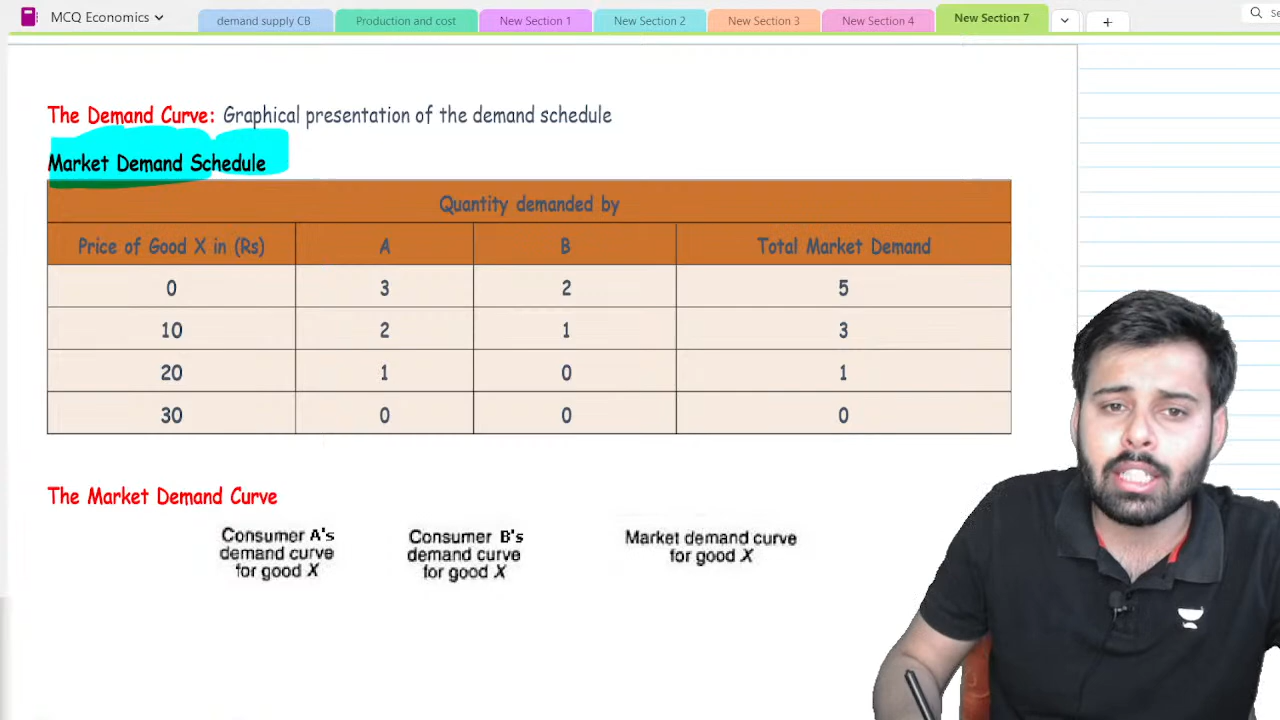 MCQ Economics
demand supply CB
Production and cost
New Section 1
New Section 2
New Section 3
New Section 4
New Section 7
The Demand Curve: Graphical presentation of the demand schedule
Market Demand Schedule
Quantity demanded by
Price of Good X in (Rs) A B Total Market Demand
0 3 2 5
10 2 1 3
20 1 0 1
30 0 0 0
The Market Demand Curve
Consumer A's
demand curve
for good X
Consumer B's
demand curve
for good X
Market demand curve
for good X